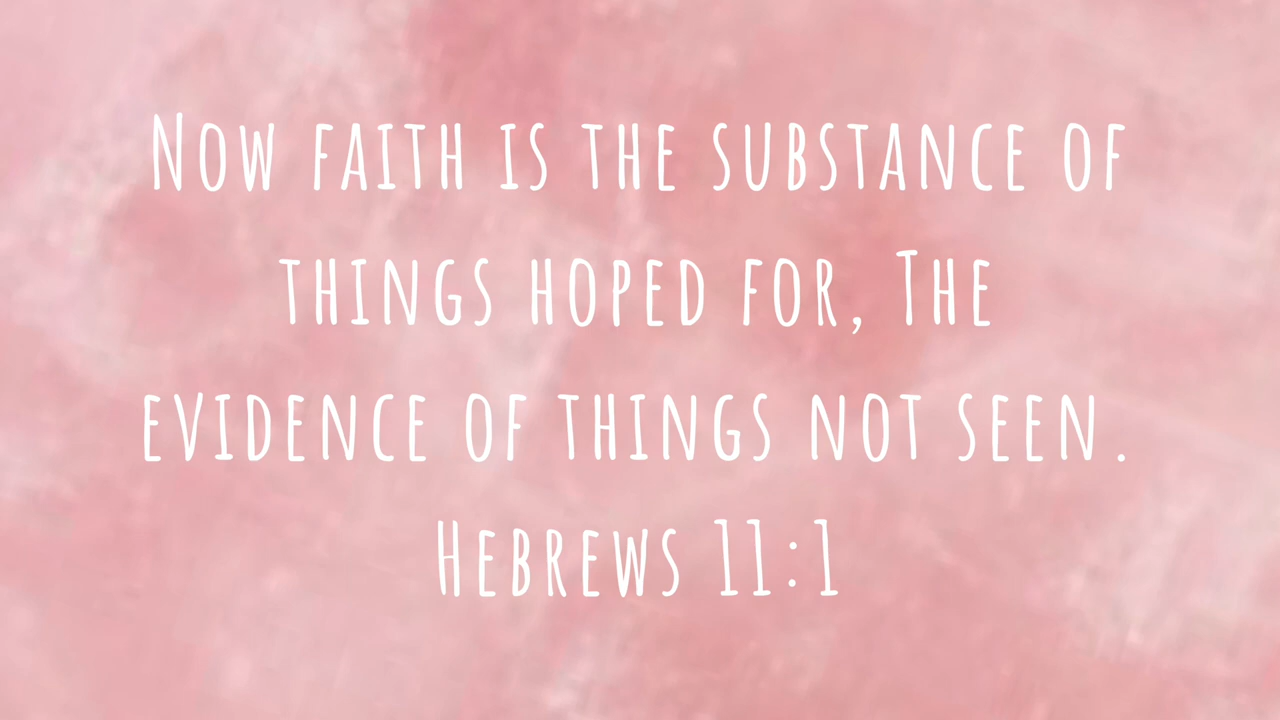 Now faith is the substance of
things hoped for, The
evidence of things not seen.
Hebrews 11:1